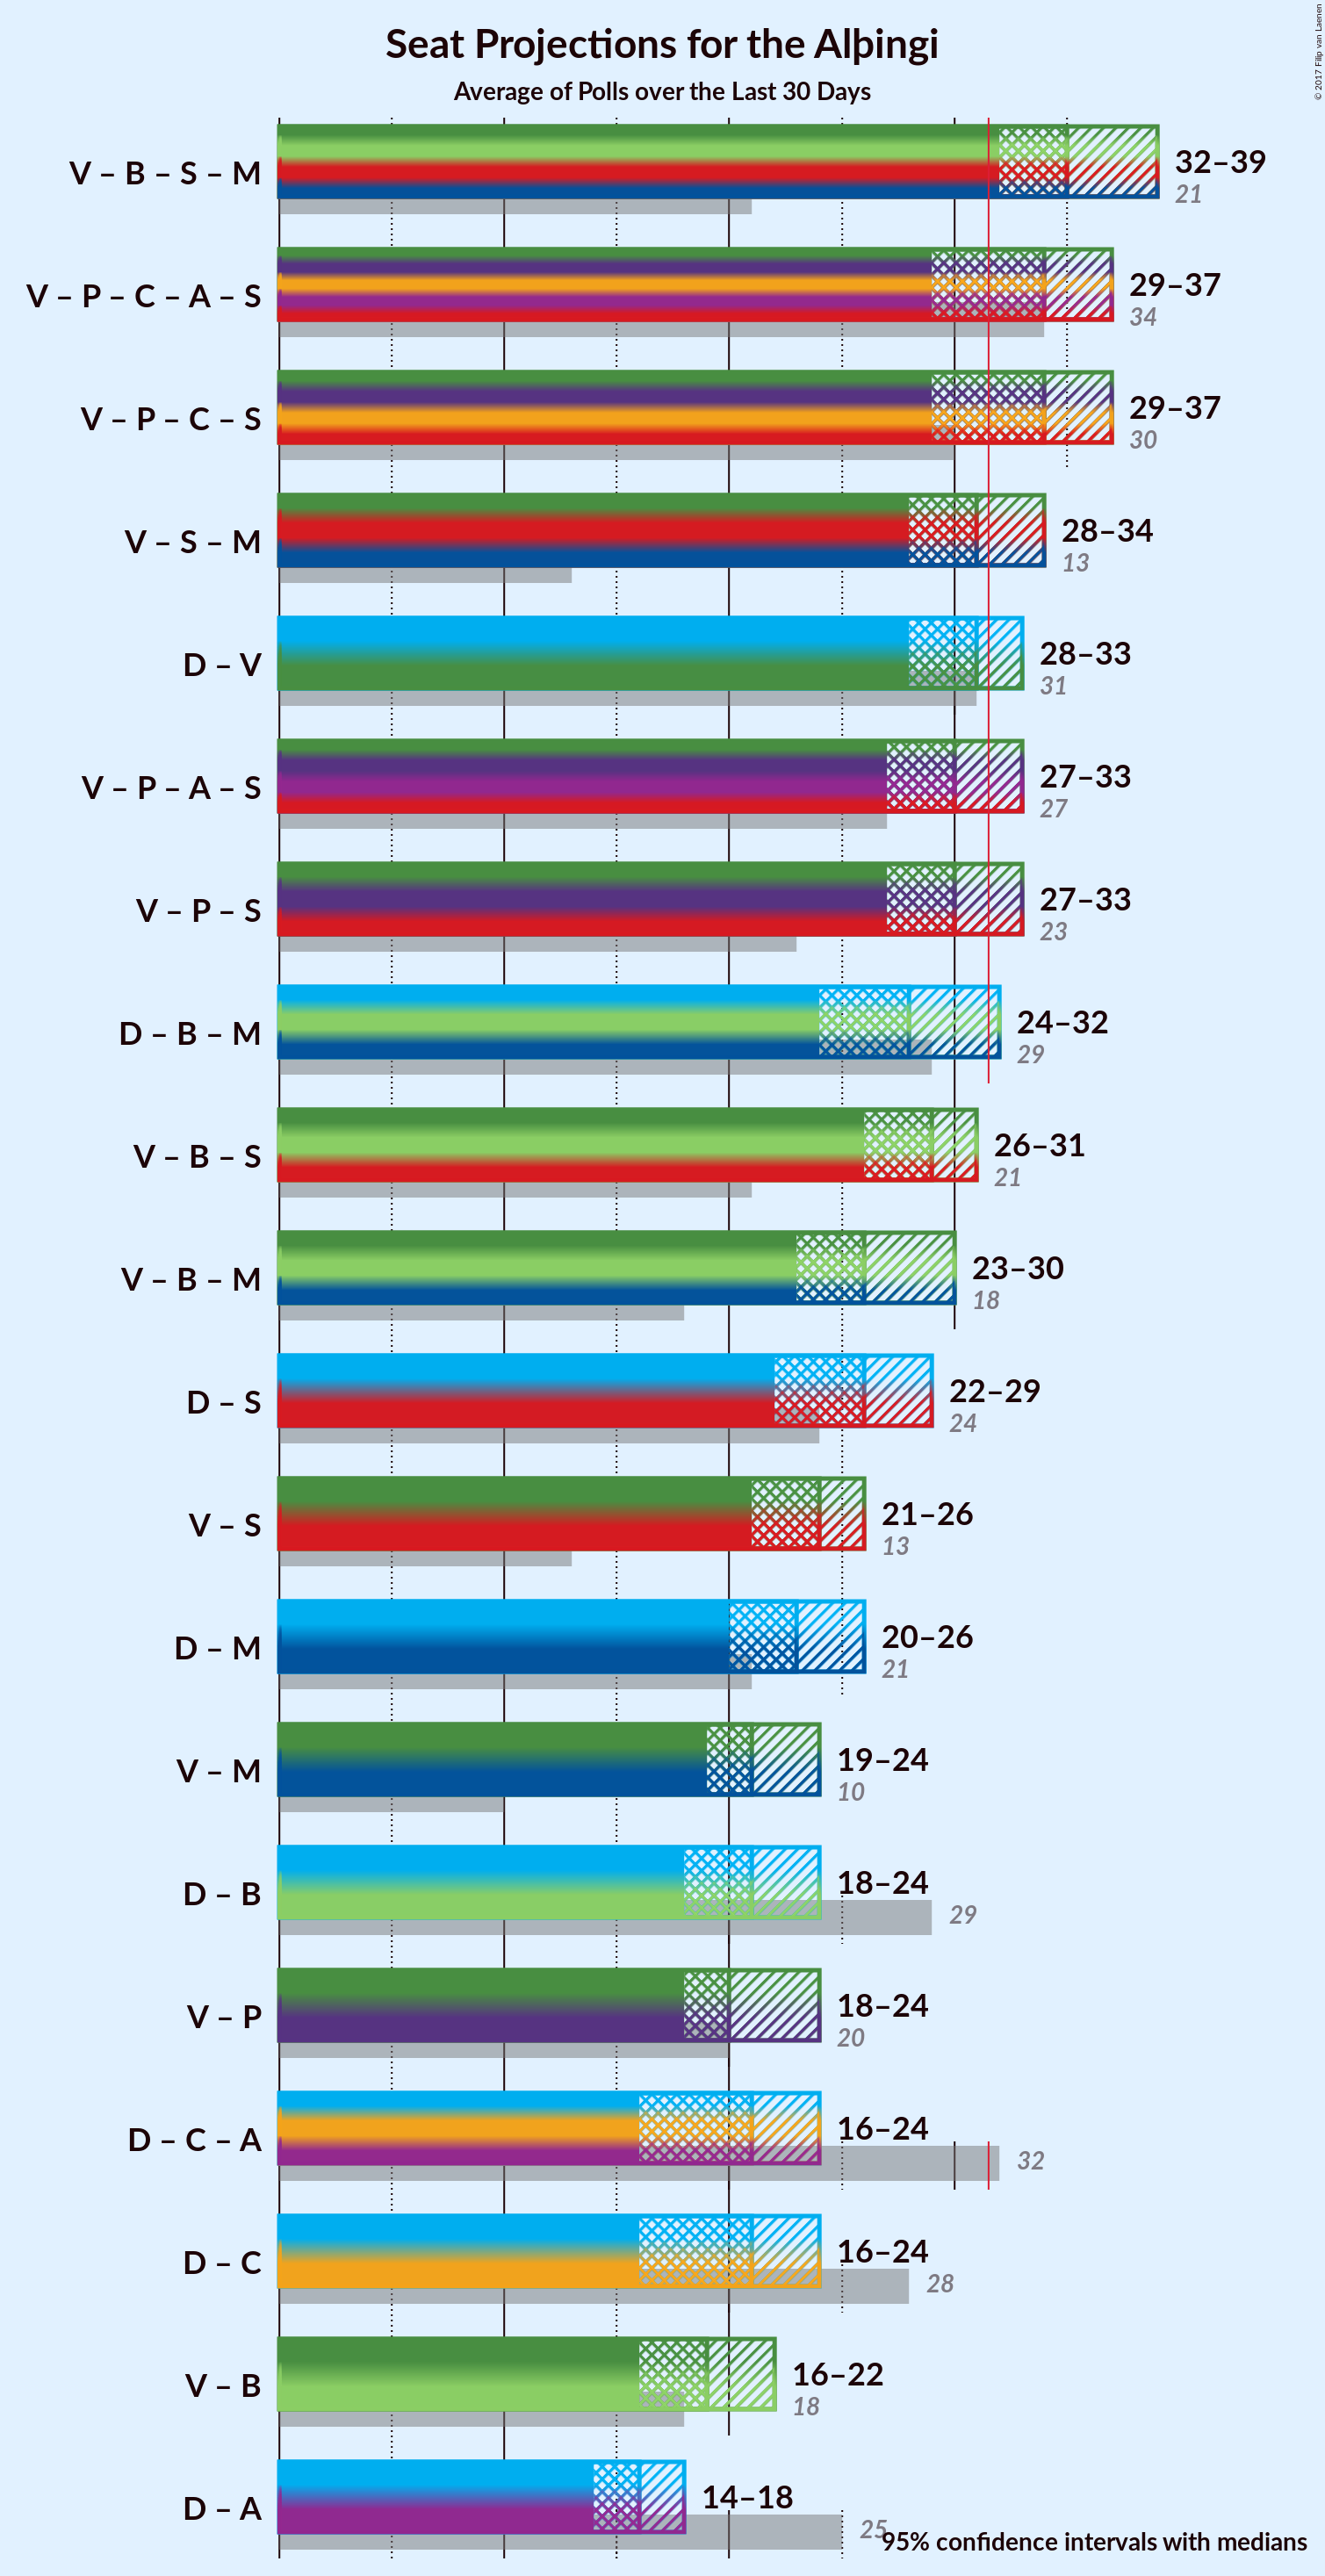 Seat Projections for the Alþingi
Average of Polls over the Last 30 Days
© 2017 Filip van Laenen
V – B – S – M
32–39
21
V – P – C – A – S
29–37
34
V – P – C – S
29–37
30
V – S – M
28–34
13
D – V
28–33
31
V – P – A – S
27–33
27
V – P – S
27–33
23
D – B – M
24–32
29
V – B – S
26–31
21
V – B – M
23–30
18
D – S
22–29
24
V – S
21–26
13
D – M
20–26
21
V – M
19–24
10
D – B
18–24
29
V – P
18–24
20
D – C – A
16–24
32
D – C
16–24
28
V – B
16–22
18
D – A
14–18
25
95% confidence intervals with medians